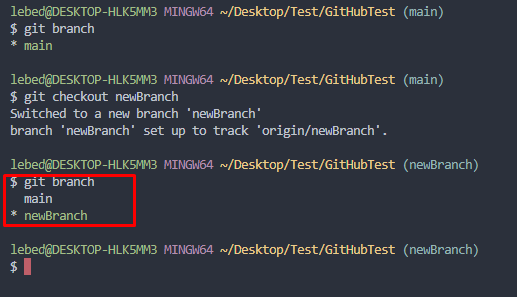 lebed@DESKTOP-HLK5MM3 MINGW64 ~/Desktop/Test/GitHubTest (main)
$ git branch
* main
lebed@DESKTOP-HLK5MM3 MINGW64 ~/Desktop/Test/GitHubTest (main)
$ git checkout newBranch
Switched to a new branch 'newBranch'
branch 'newBranch' set up to track 'origin/newBranch'.
lebed@DESKTOP-HLK5MM3 MINGW64 ~/Desktop/Test/GitHubTest (newBranch)
$ git branch
  main
* newBranch
lebed@DESKTOP-HLK5MM3 MINGW64 ~/Desktop/Test/GitHubTest (newBranch)
$